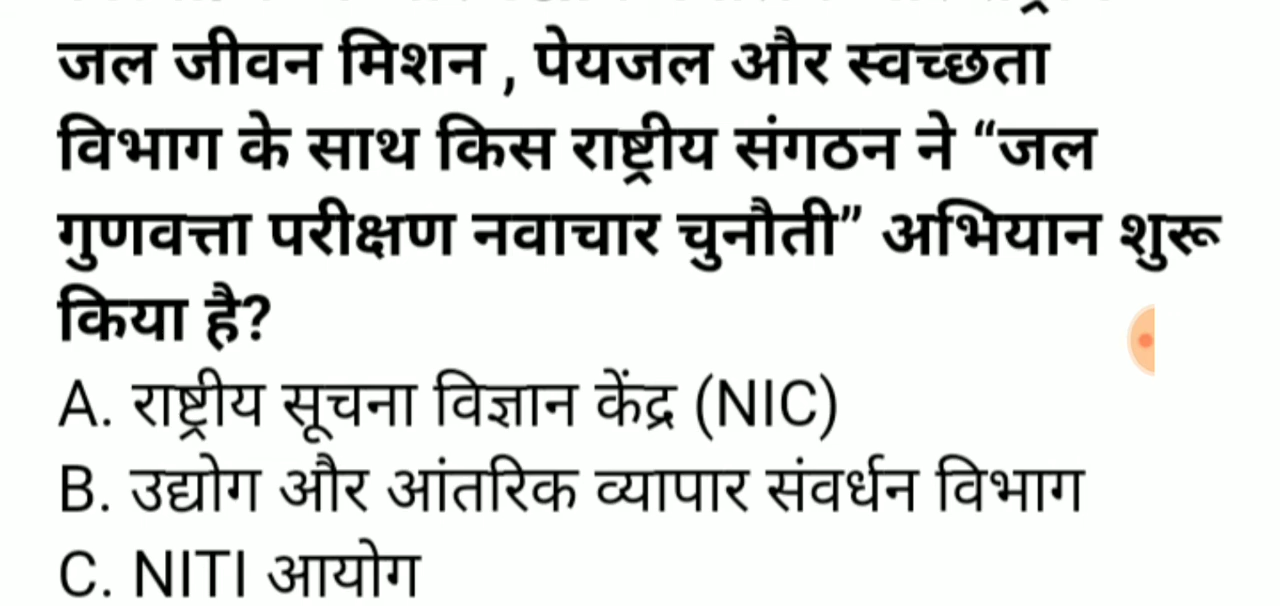 जल जीवन मिशन , पेयजल और स्वच्छता
विभाग के साथ किस राष्ट्रीय संगठन ने “जल
गुणवत्ता परीक्षण नवाचार चुनौती” अभियान शुरू
किया है?
A. राष्ट्रीय सूचना विज्ञान केंद्र (NIC)
B. उद्योग और आंतरिक व्यापार संवर्धन विभाग
C. NITI आयोग